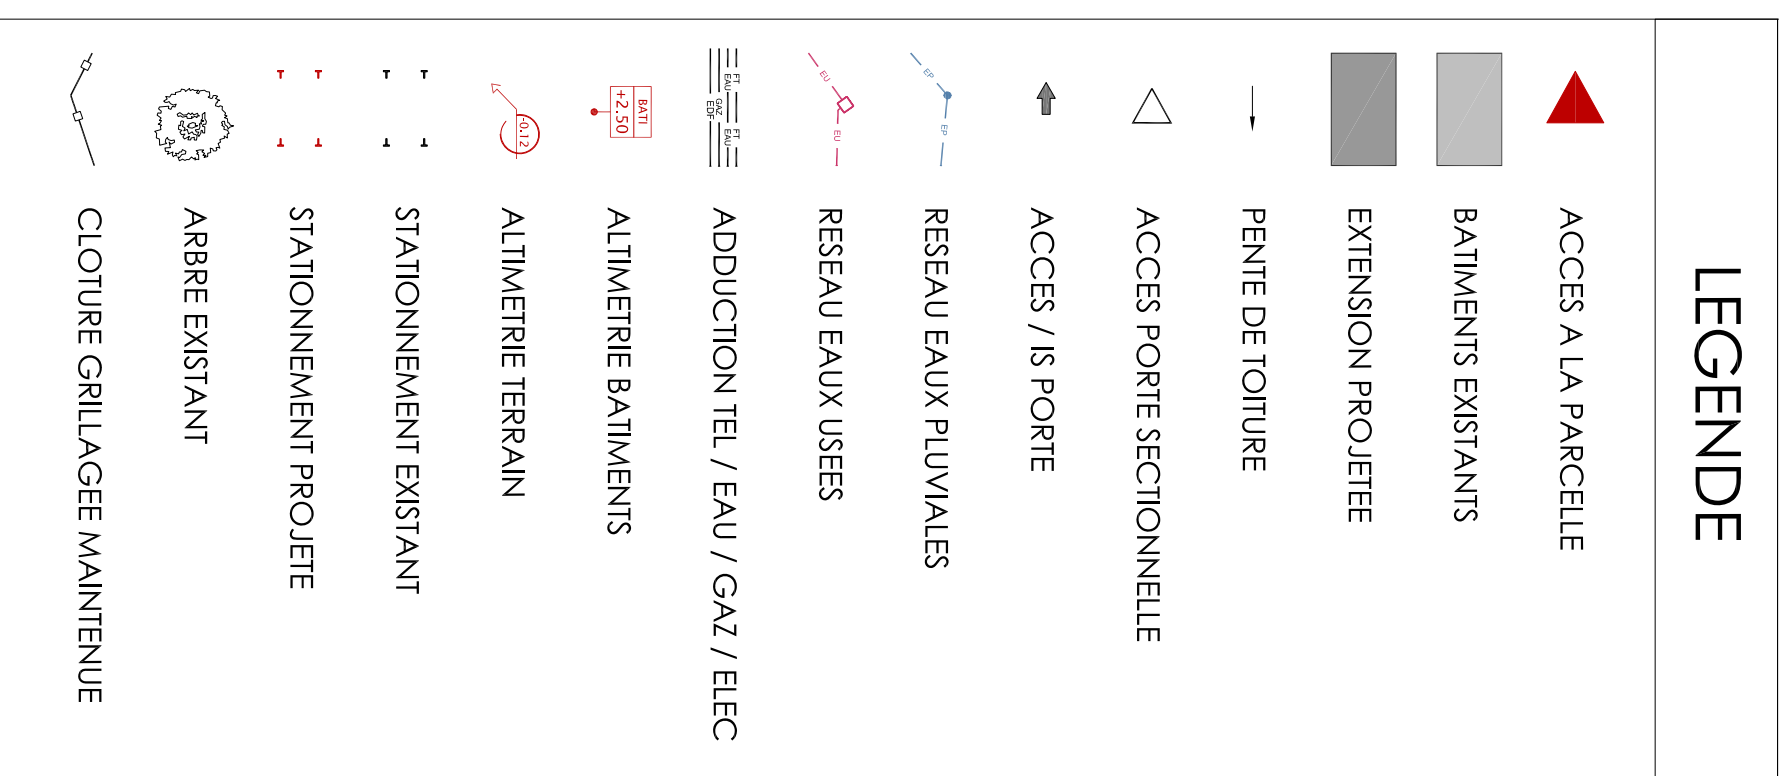 LEGENDE
ACCES A LA PARCELLE
BATIMENTS EXISTANTS
EXTENSION PROJETEE
PENTE DE TOITURE
ACCES PORTE SECTIONNELLE
ACCES / IS PORTE
EP
EP
RESEAU EAUX PLUVIALES
EU
EU
RESEAU EAUX USEES
FT FT
EAU EAU
GAZ
EDF
ADDUCTION TEL / EAU / GAZ / ELEC
BATI
+2.50
ALTIMETRIE BATIMENTS
-0.12
ALTIMETRIE TERRAIN
STATIONNEMENT EXISTANT
STATIONNEMENT PROJETE
ARBRE EXISTANT
CLOTURE GRILLAGEE MAINTENUE